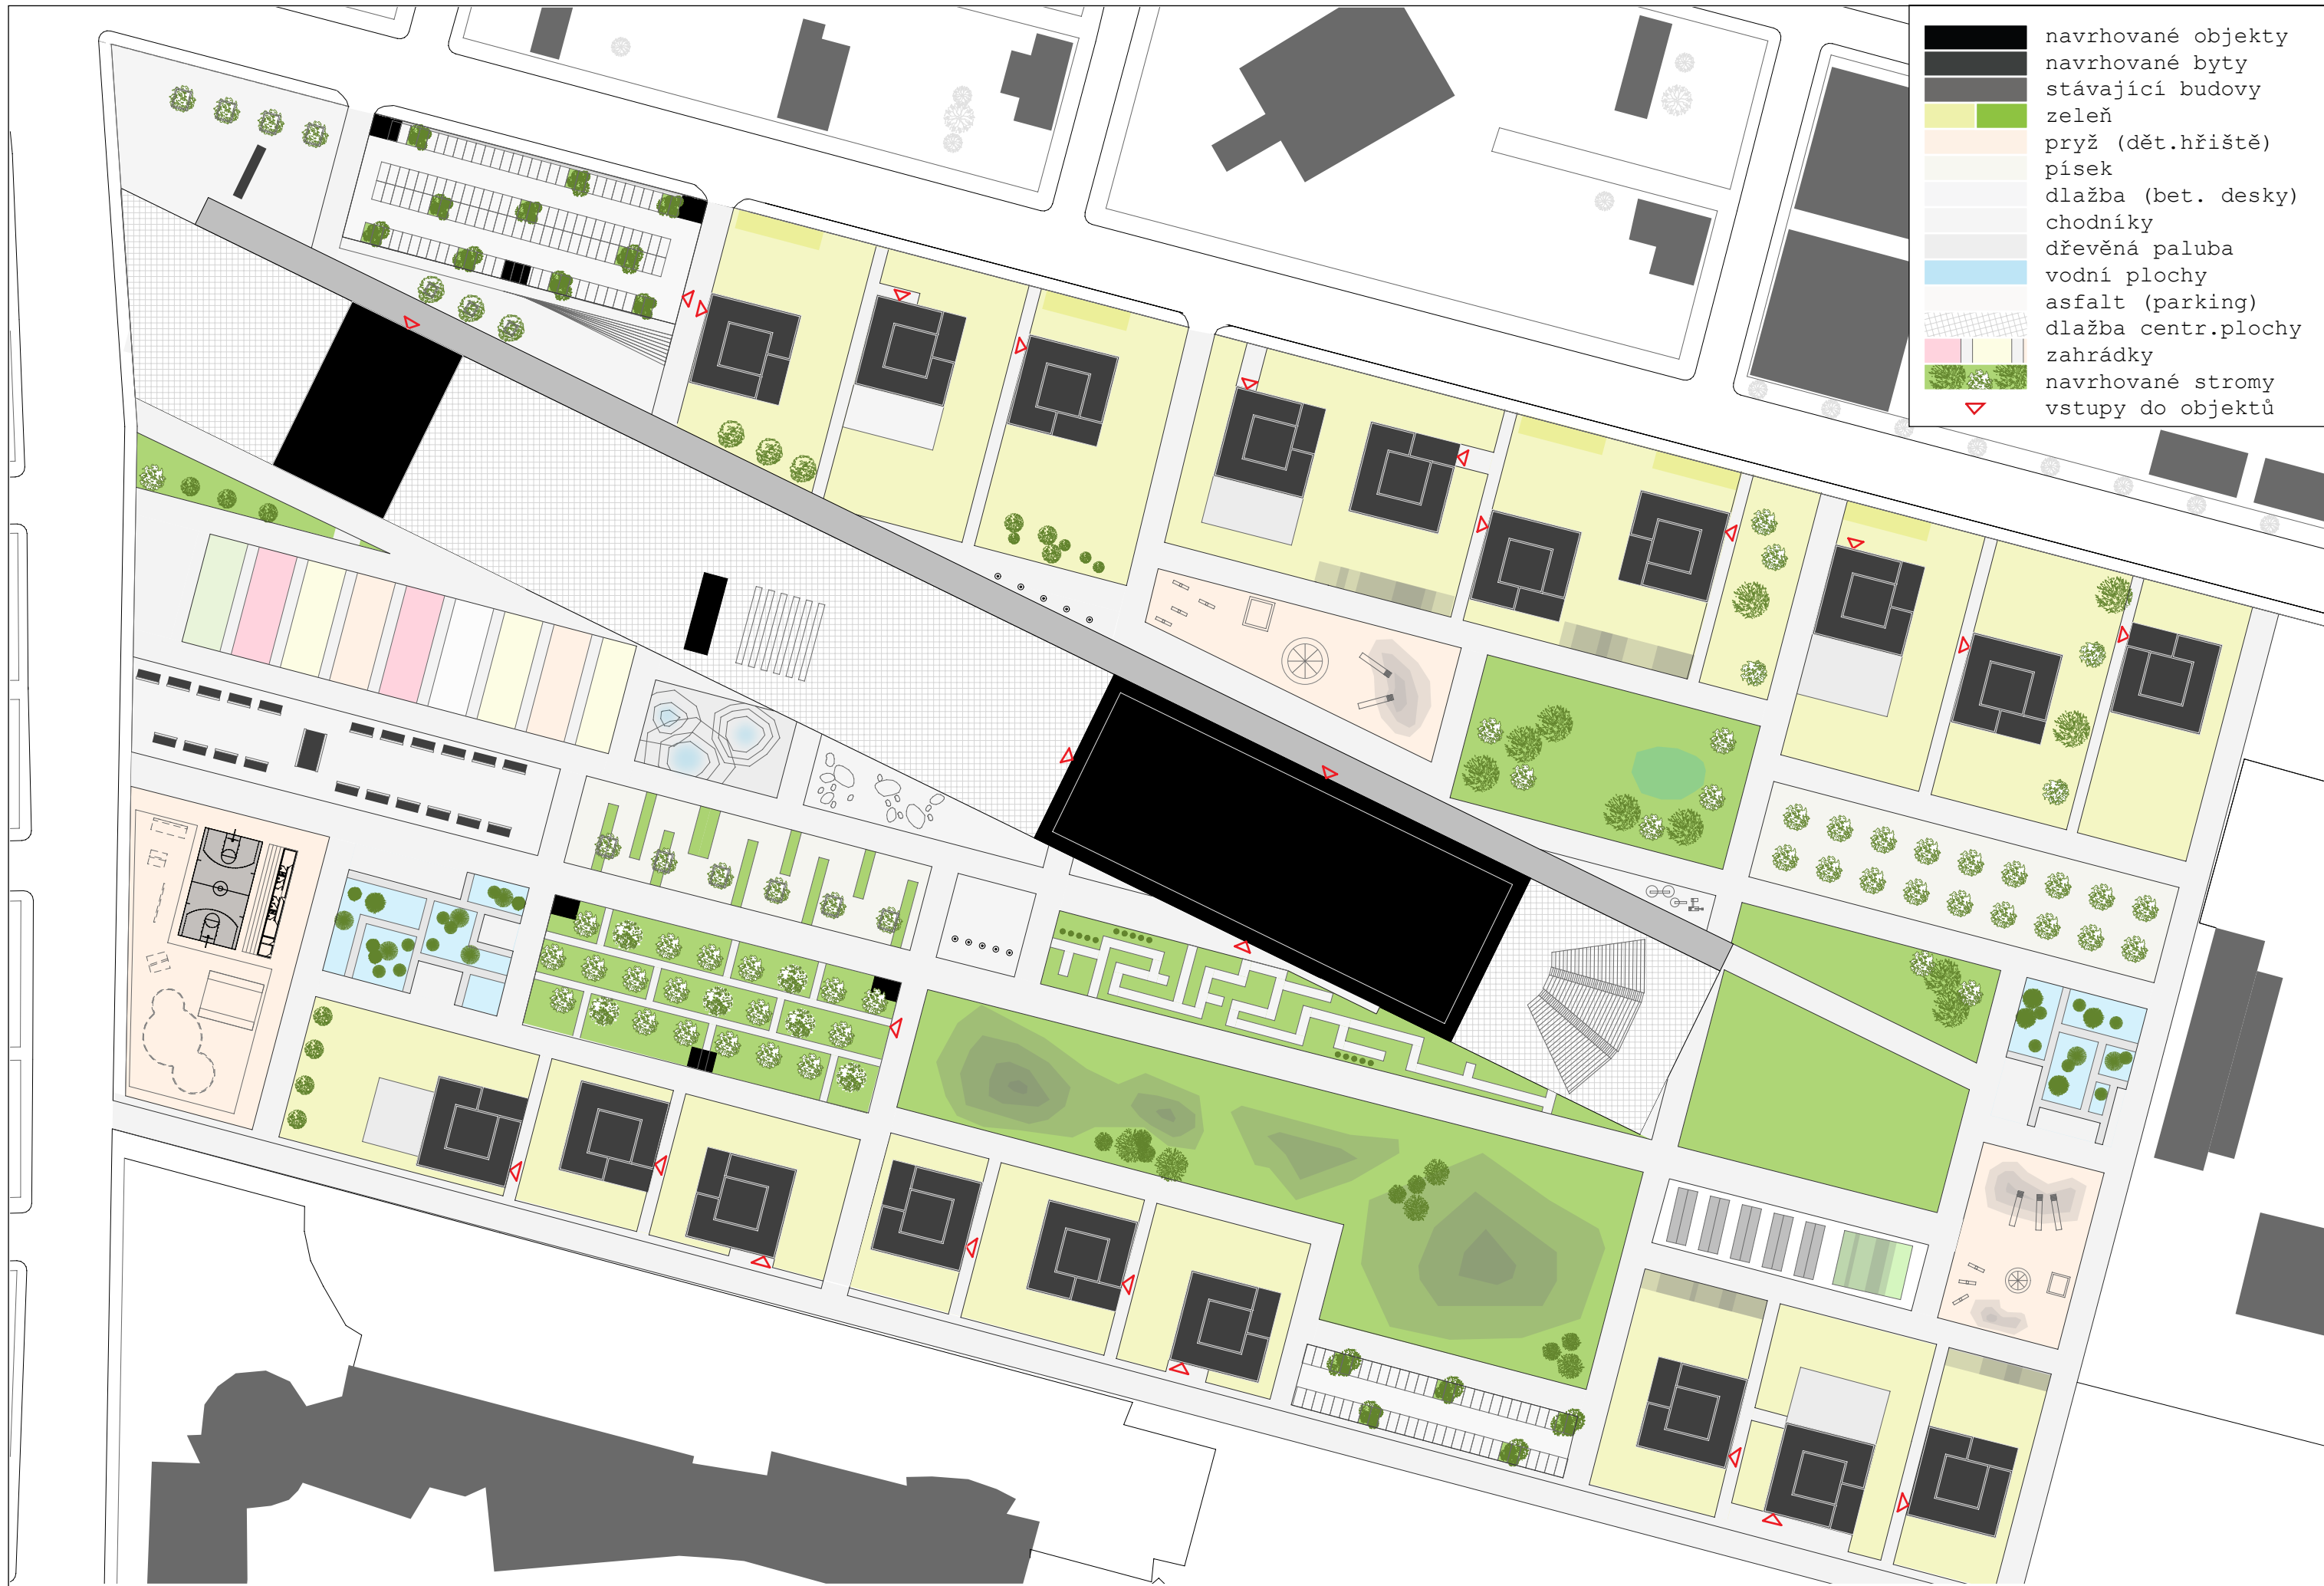 navrhované objekty
navrhované byty
stávající budovy
zeleň
pryž (dět.hřiště)
písek
dlažba (bet. desky)
chodníky
dřevěná paluba
vodní plochy
asfalt (parking)
dlažba centr.plochy
zahrádky
navrhované stromy
vstupy do objektů